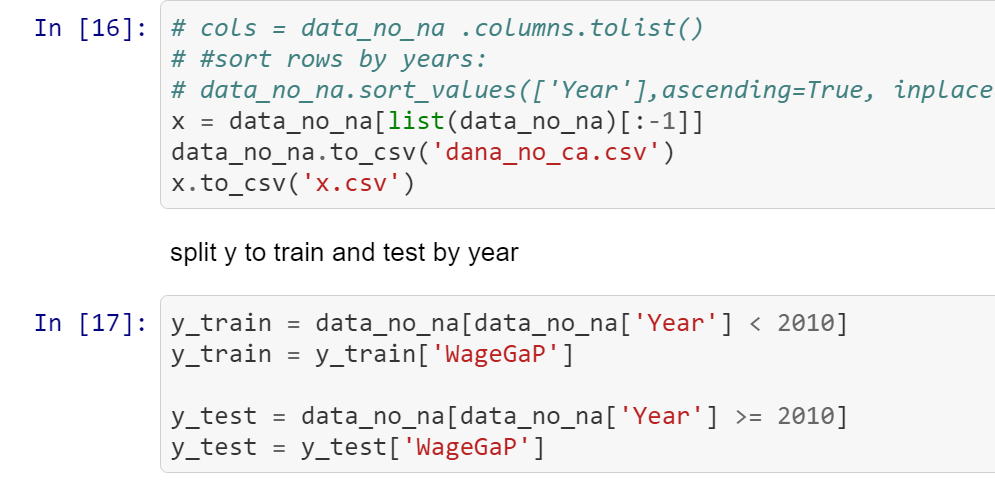 In [16]: # cols = data_no_na .columns.tolist()
# #sort rows by years:
# data_no_na.sort_values(['Year'],ascending=True, inplace
x = data_no_na[list(data_no_na)[:-1]]
data_no_na.to_csv('dana_no_ca.csv')
x.to_csv('x.csv')
split y to train and test by year
In [17]: y_train = data_no_na[data_no_na['Year'] < 2010]
y_train = y_train['WageGaP']
y_test = data_no_na[data_no_na['Year'] >= 2010]
y_test = y_test['WageGaP']